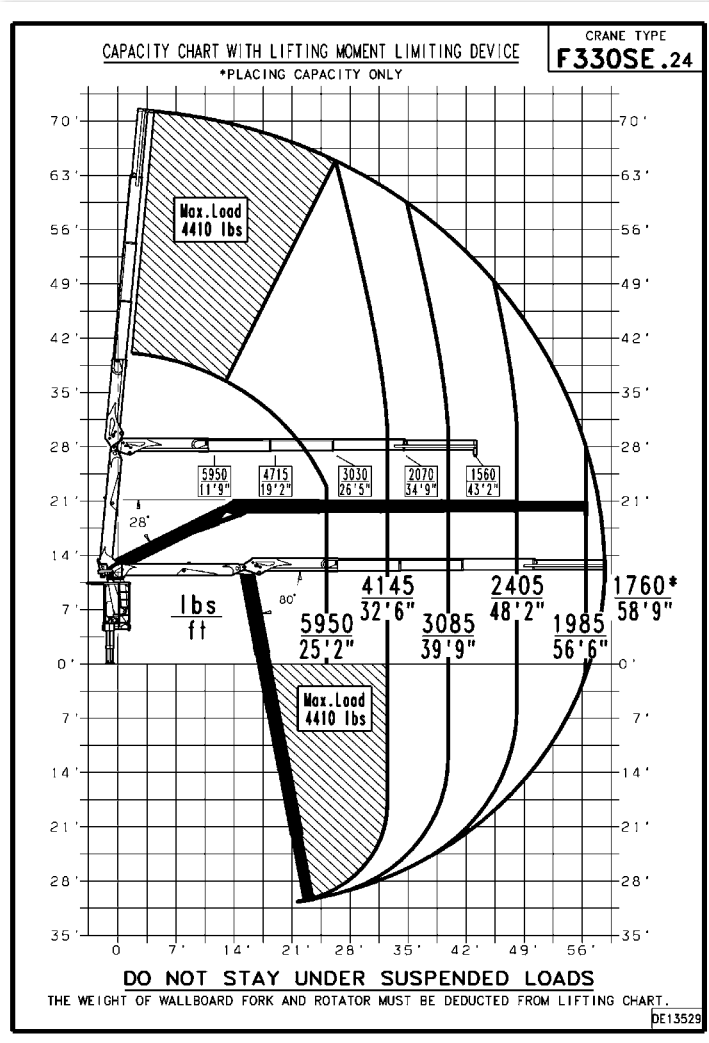 CRANE TYPE
F330SE.24
CAPACITY CHART WITH LIFTING MOMENT LIMITING DEVICE
*PLACING CAPACITY ONLY
70' 70'
63' 63'
Max.Load
4410 lbs
56' 56'
49' 49'
42' 42'
35' 35'
28' 28'
5950 4715 3030 2070 1560
11'9" 19'2" 26'5" 34'9" 43'2"
21' 21'
28°
14' 14'
80°
lbs
ft
4145 2405 1760*
32'6" 48'2" 58'9"
7'
5950 3085 1985
25'2" 39'9" 56'6"
0' 0'
Max.Load
4410 lbs
7' 7'
14' 14'
21' 21'
28' 28'
35' 35'
0 7' 14' 21' 28' 35' 42' 49' 56'
DO NOT STAY UNDER SUSPENDED LOADS
THE WEIGHT OF WALLBOARD FORK AND ROTATOR MUST BE DEDUCTED FROM LIFTING CHART.
DE13529